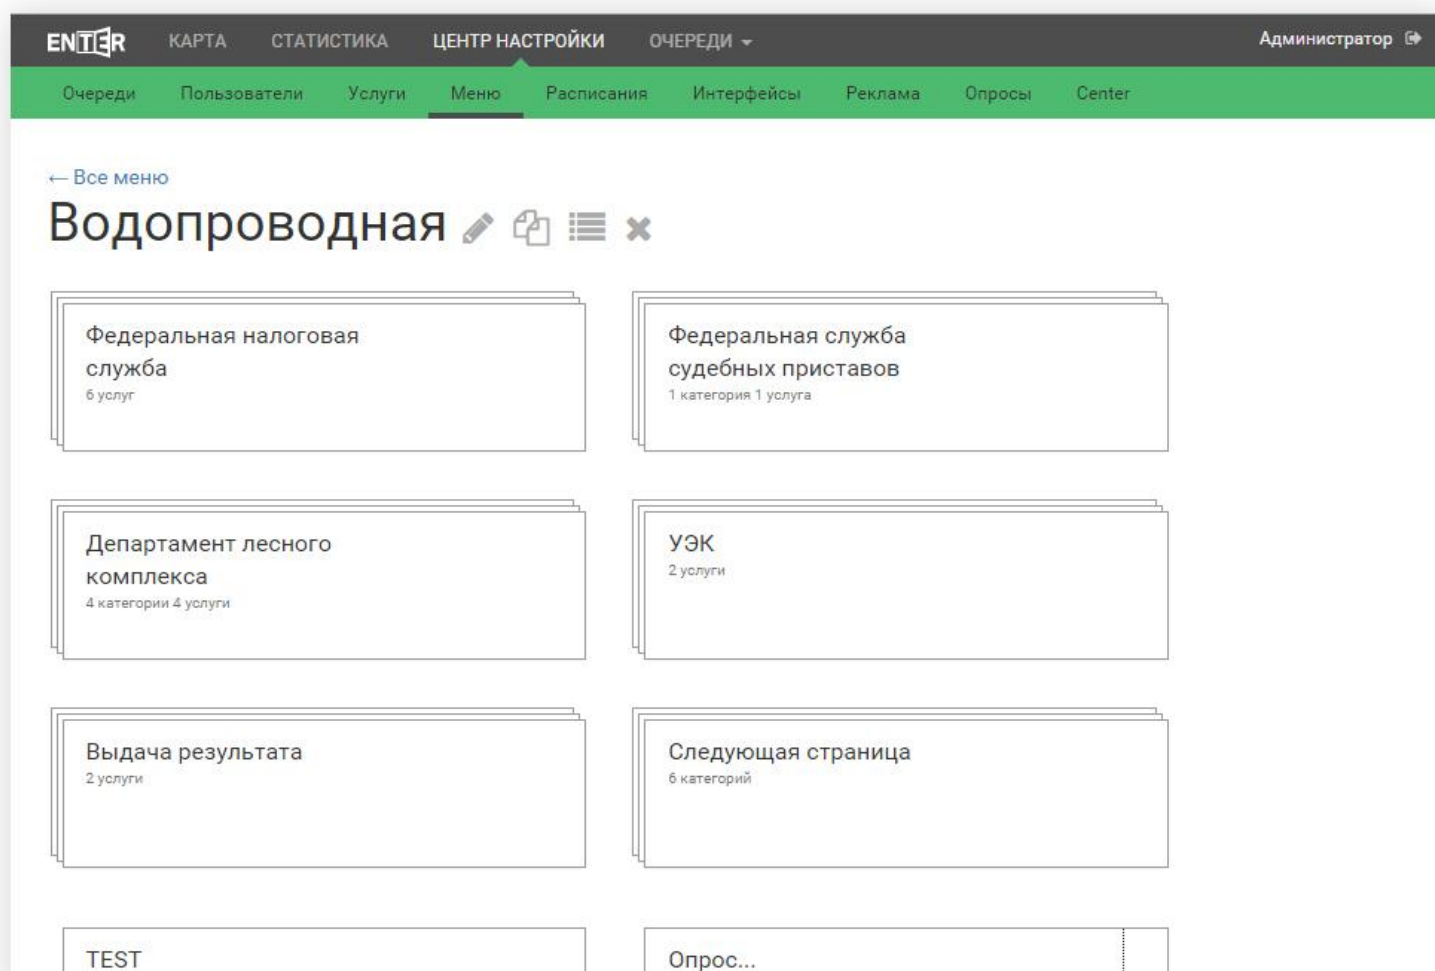 ENTER КАРТА СТАТИСТИКА ЦЕНТР НАСТРОЙКИ ОЧЕРЕДИ Администратор
Очереди Пользователи Услуги Меню Расписания Интерфейсы Реклама Опросы Center
← Все меню
Водопроводная
Федеральная налоговая
служба
6 услуг
Федеральная служба
судебных приставов
1 категория 1 услуга
Департамент лесного
комплекса
4 категории 4 услуги
УЭК
2 услуги
Выдача результата
2 услуги
Следующая страница
6 категорий
TEST
Опрос...